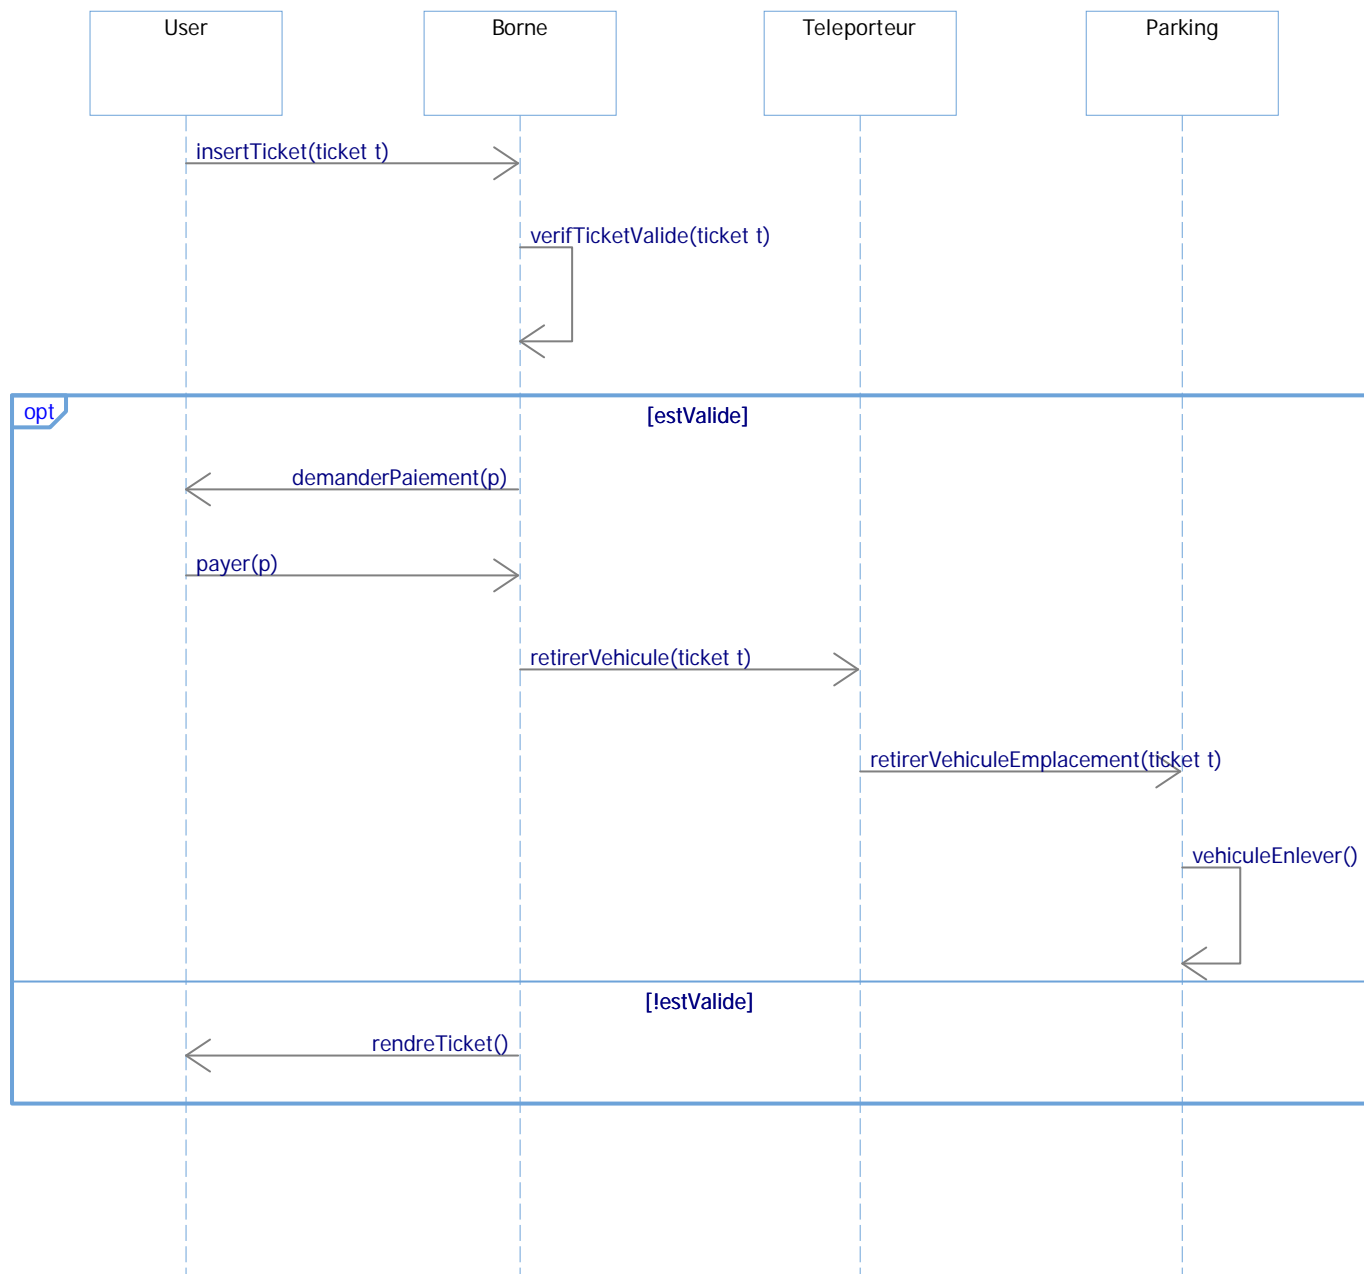 User
Borne
Teleporteur
Parking
insertTicket(ticket t)
verifTicketValide(ticket t)
opt
[estValide]
demanderPaiement(p)
payer(p)
retirerVehicule(ticket t)
retirerVehiculeEmplacement(ticket t)
vehiculeEnlever()
[!estValide]
rendreTicket()